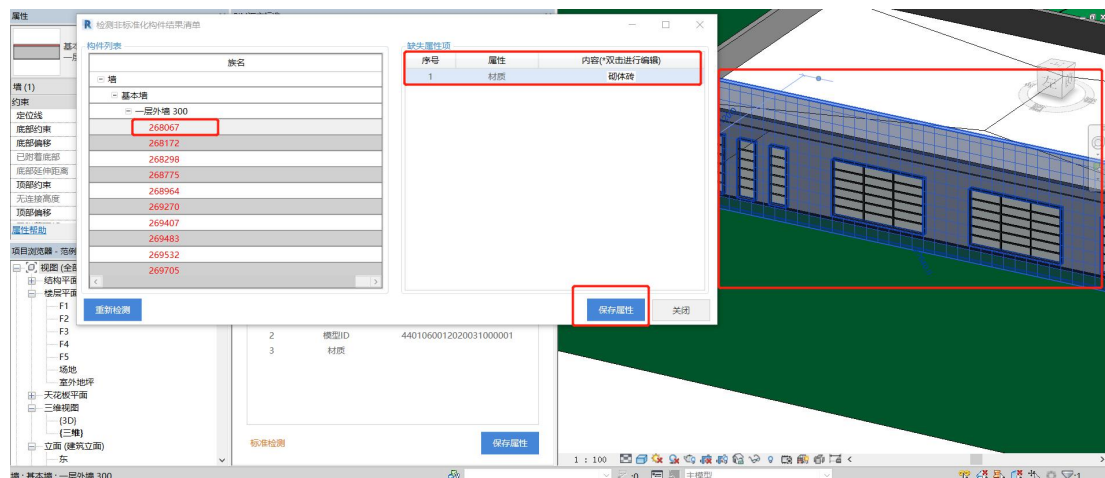 属性
R 检测非标准化构件结果清单
构件列表
族名
墙
基本墙
一层外墙 300
268067
268172
268298
268775
268964
269270
269407
269483
269532
269705
缺失属性项
序号 属性 内容(*双击进行编辑)
1 材质 砌体砖
重新检测
保存属性
关闭
墙 (1)
约束
定位线
底部约束
底部偏移
已附着底部
底部延伸距离
顶部约束
无连接高度
顶部偏移
属性帮助
项目浏览器 - 范例
视图 (全部
结构平面
楼层平面
F1
F2
F3
F4
F5
场地
室外地坪
天花板平面
三维视图
{3D}
{三维}
立面 (建筑立面)
东
2 模型ID 4401060012020031000001
3 材质
标准检测
保存属性
1 : 100
墙 : 基本墙 : 一层外墙 300
:0
主模型
:1